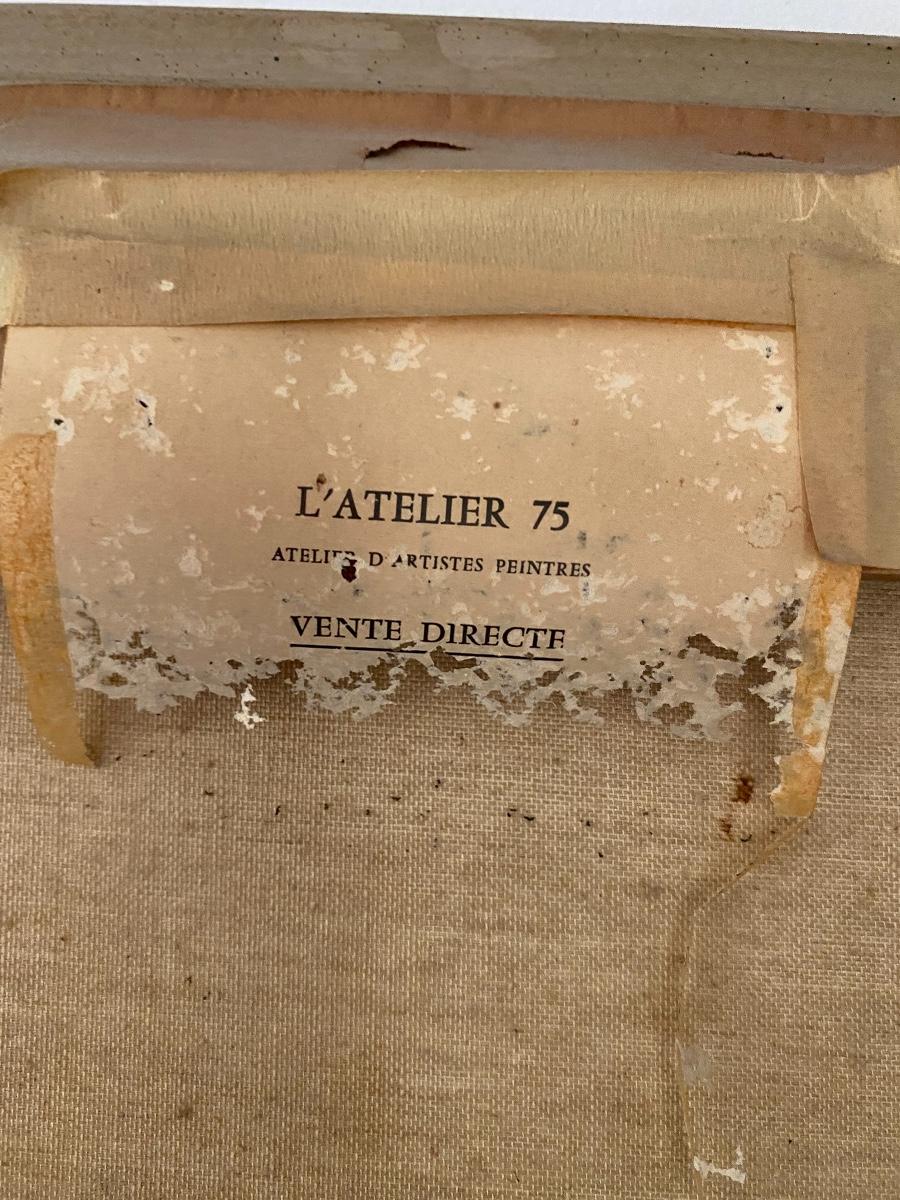 L'ATELIER 75
ATELIER D'ARTISTES PEINTRES
VENTE DIRECTE